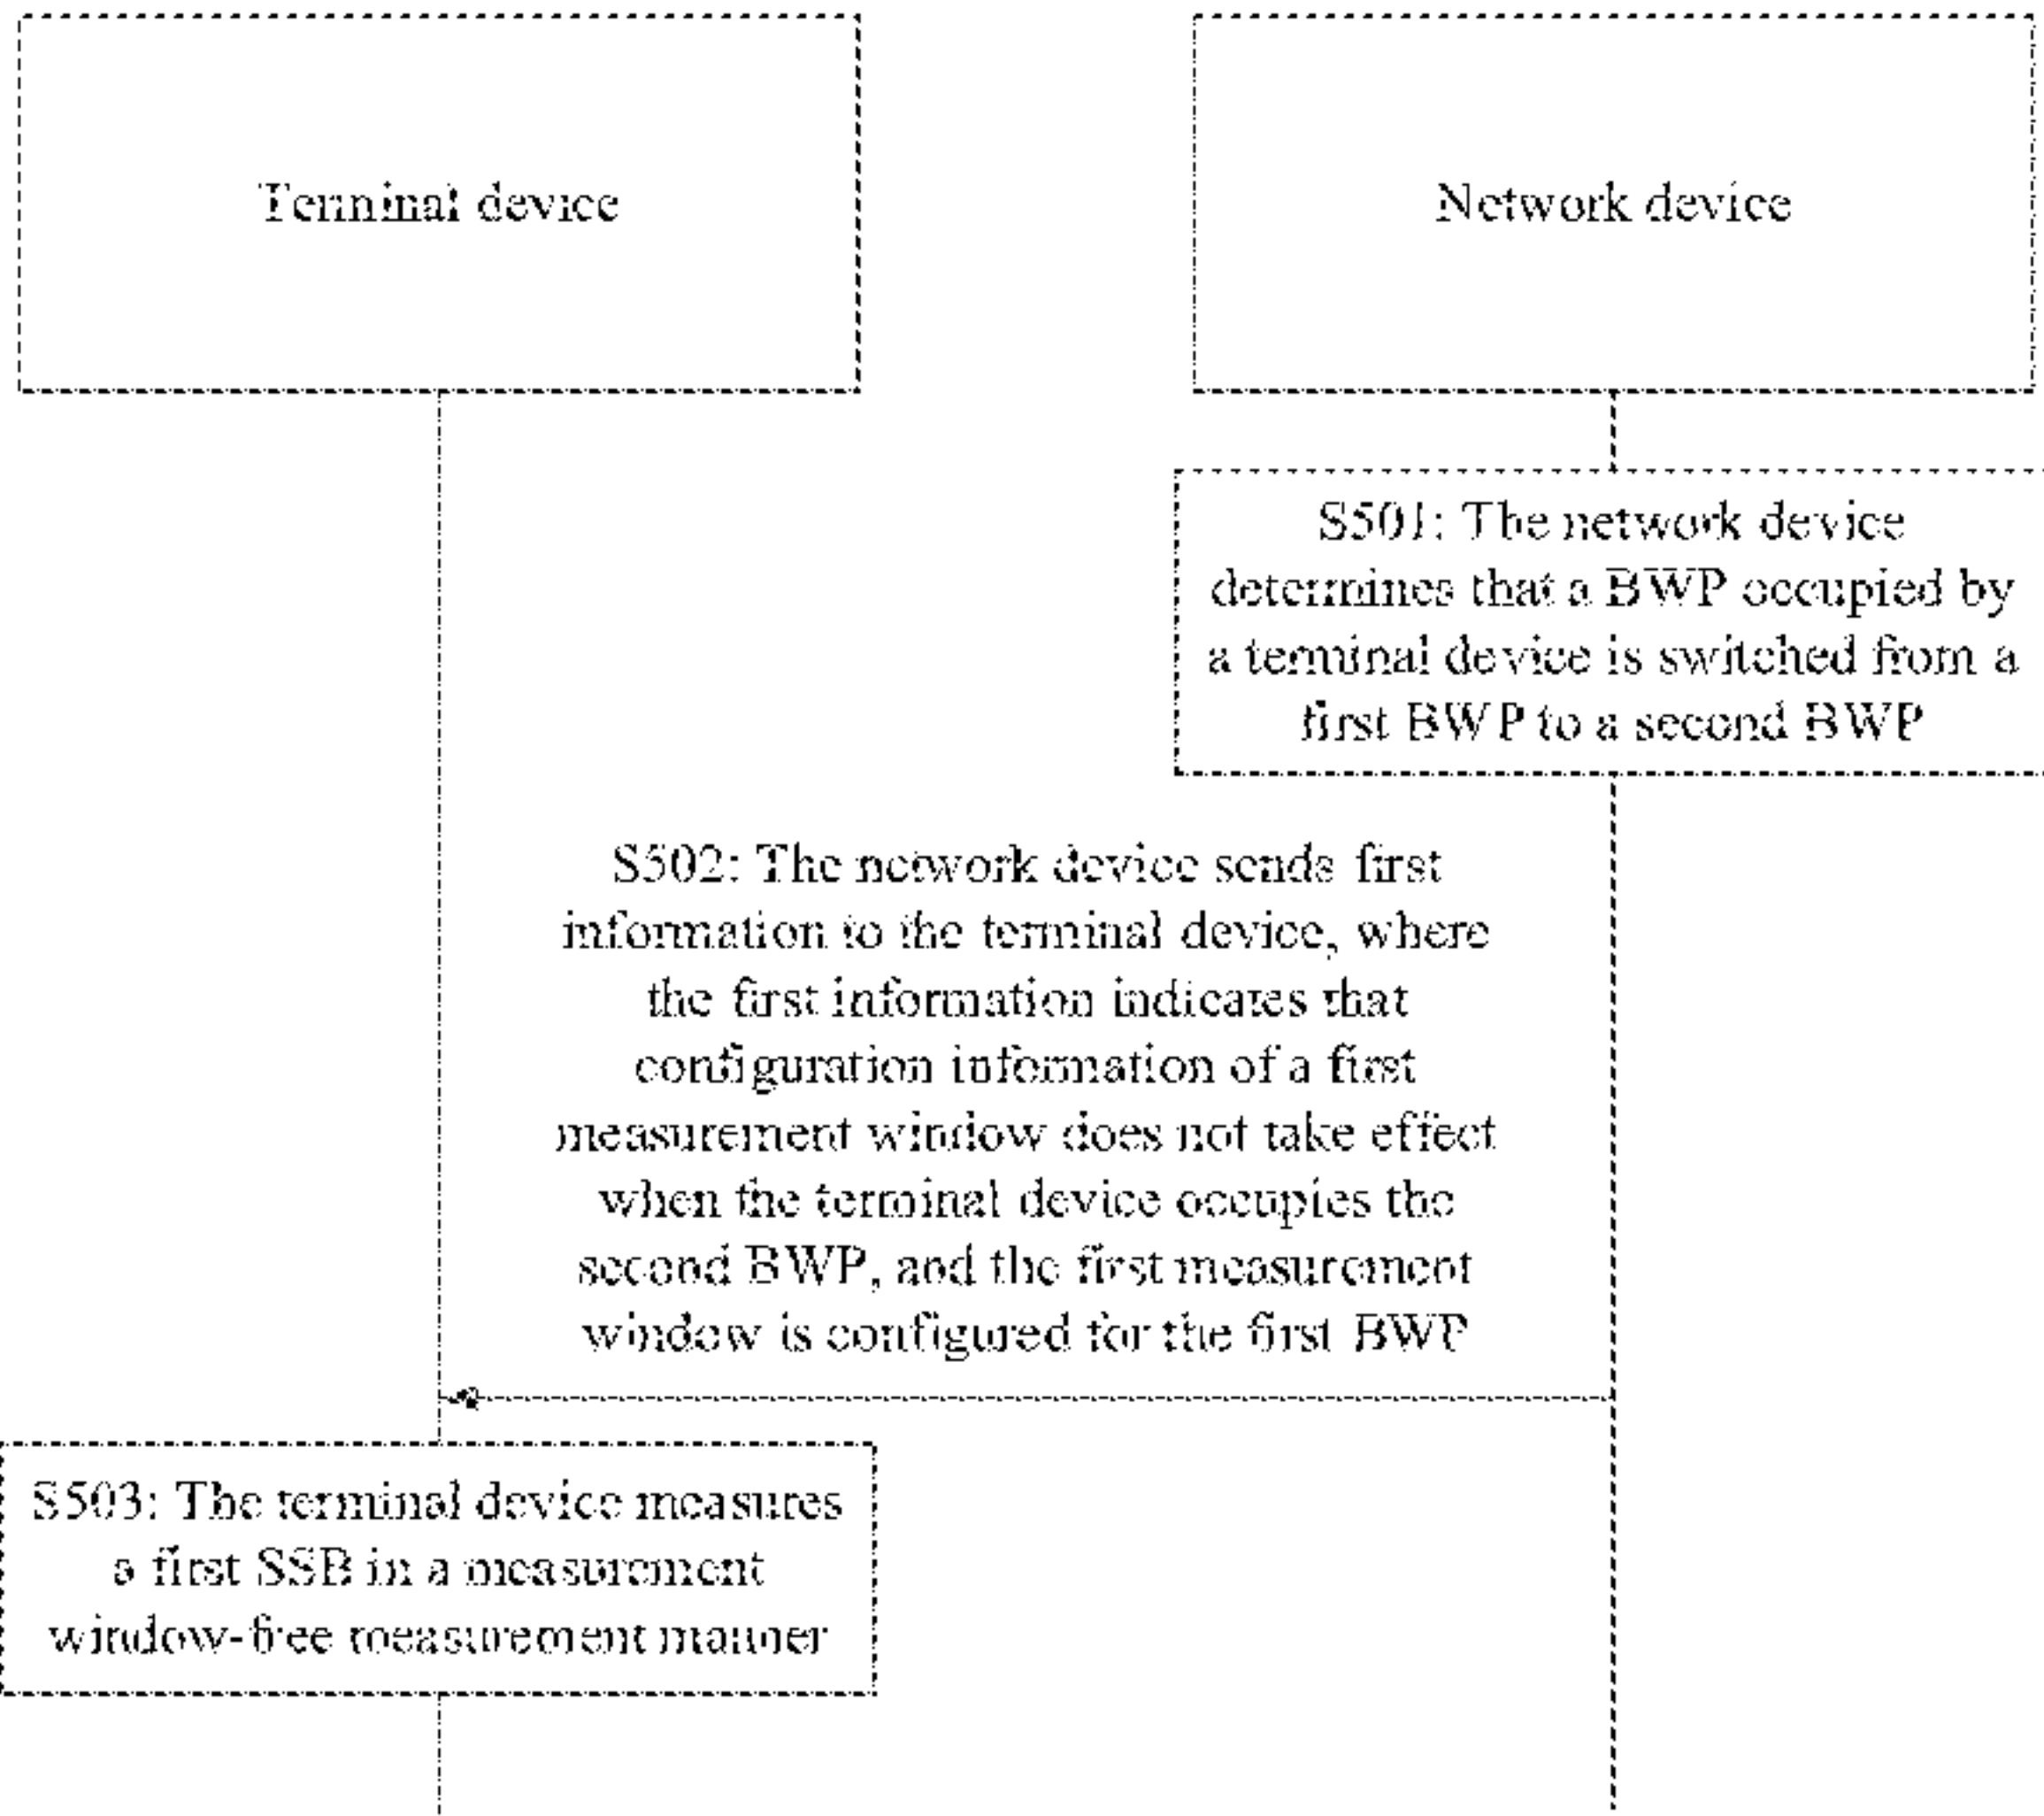 Terminal device
Network device
S501: The network device
determines that a BWP occupied by
a terminal device is switched from a
first BWP to a second BWP
S502: The network device sends first
information to the terminal device, where
the first information indicates that
configuration information of a first
measurement window does not take effect
when the terminal device occupies the
second BWP, and the first measurement
window is configured for the first BWP
S503: The terminal device measures
a first SSB in a measurement
window-free measurement manner